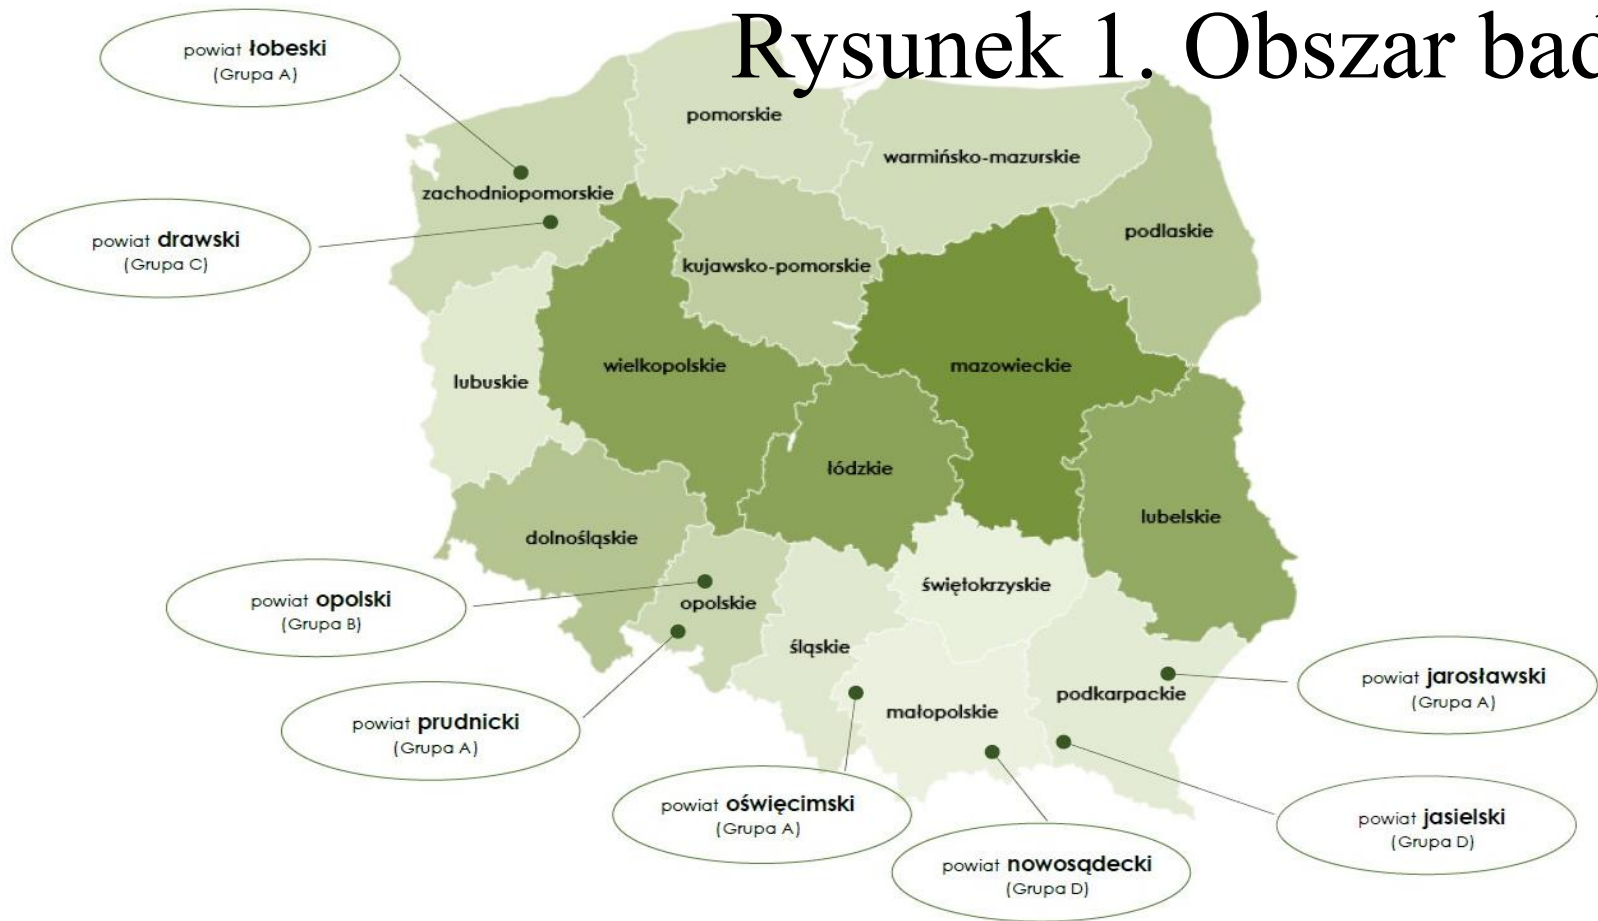 Rysunek 1. Obszar bad
powiat łobeski
(Grupa A)
pomorskie
warmińsko-mazurskie
zachodniopomorskie
powiat drawski
(Grupa C)
podlaskie
kujawsko-pomorskie
wielkopolskie
mazowieckie
lubuskie
łódzkie
lubelskie
dolnośląskie
świętokrzyskie
powiat opolski
(Grupa B)
opolskie
śląskie
powiat jarosławski
(Grupa A)
podkarpackie
małopolskie
powiat prudnicki
(Grupa A)
powiat oświęcimski
(Grupa A)
powiat jasielski
(Grupa D)
powiat nowosądecki
(Grupa D)